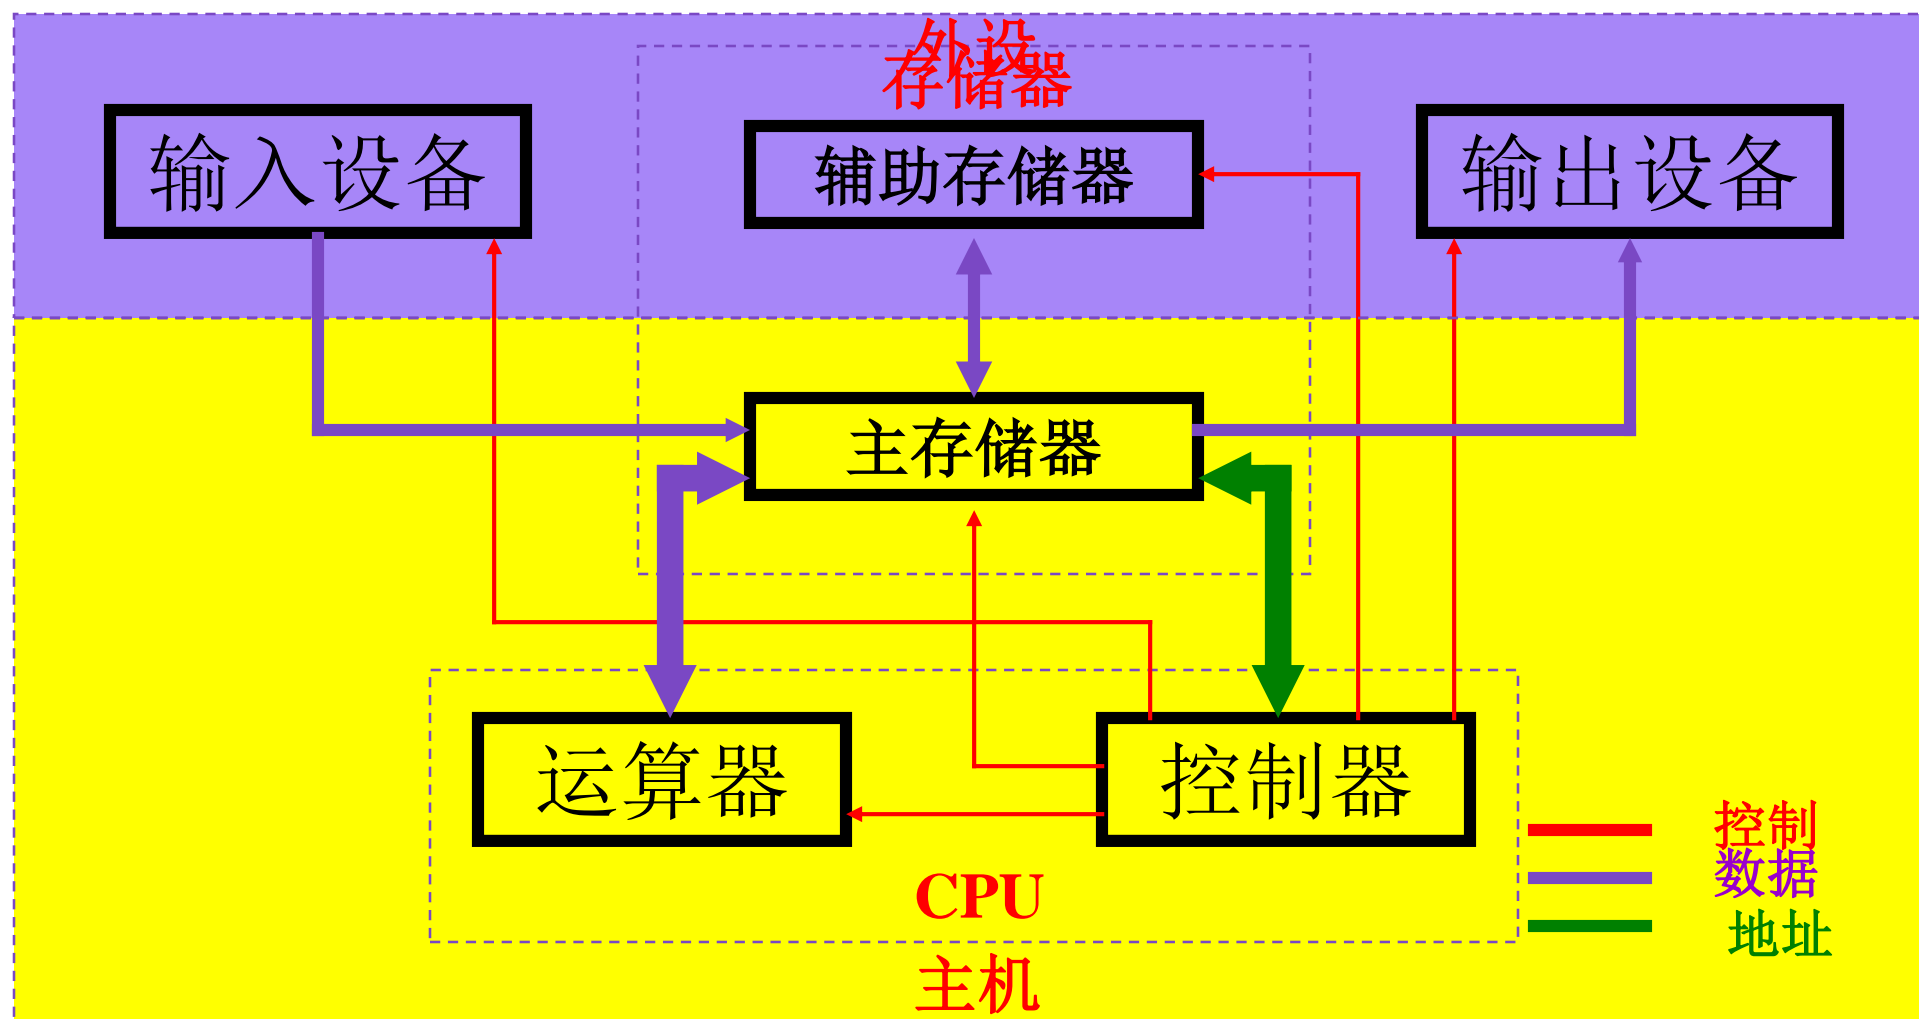 外设
存储器
输入设备
辅助存储器
输出设备
主存储器
运算器
控制器
控制
数据
地址
CPU
主机